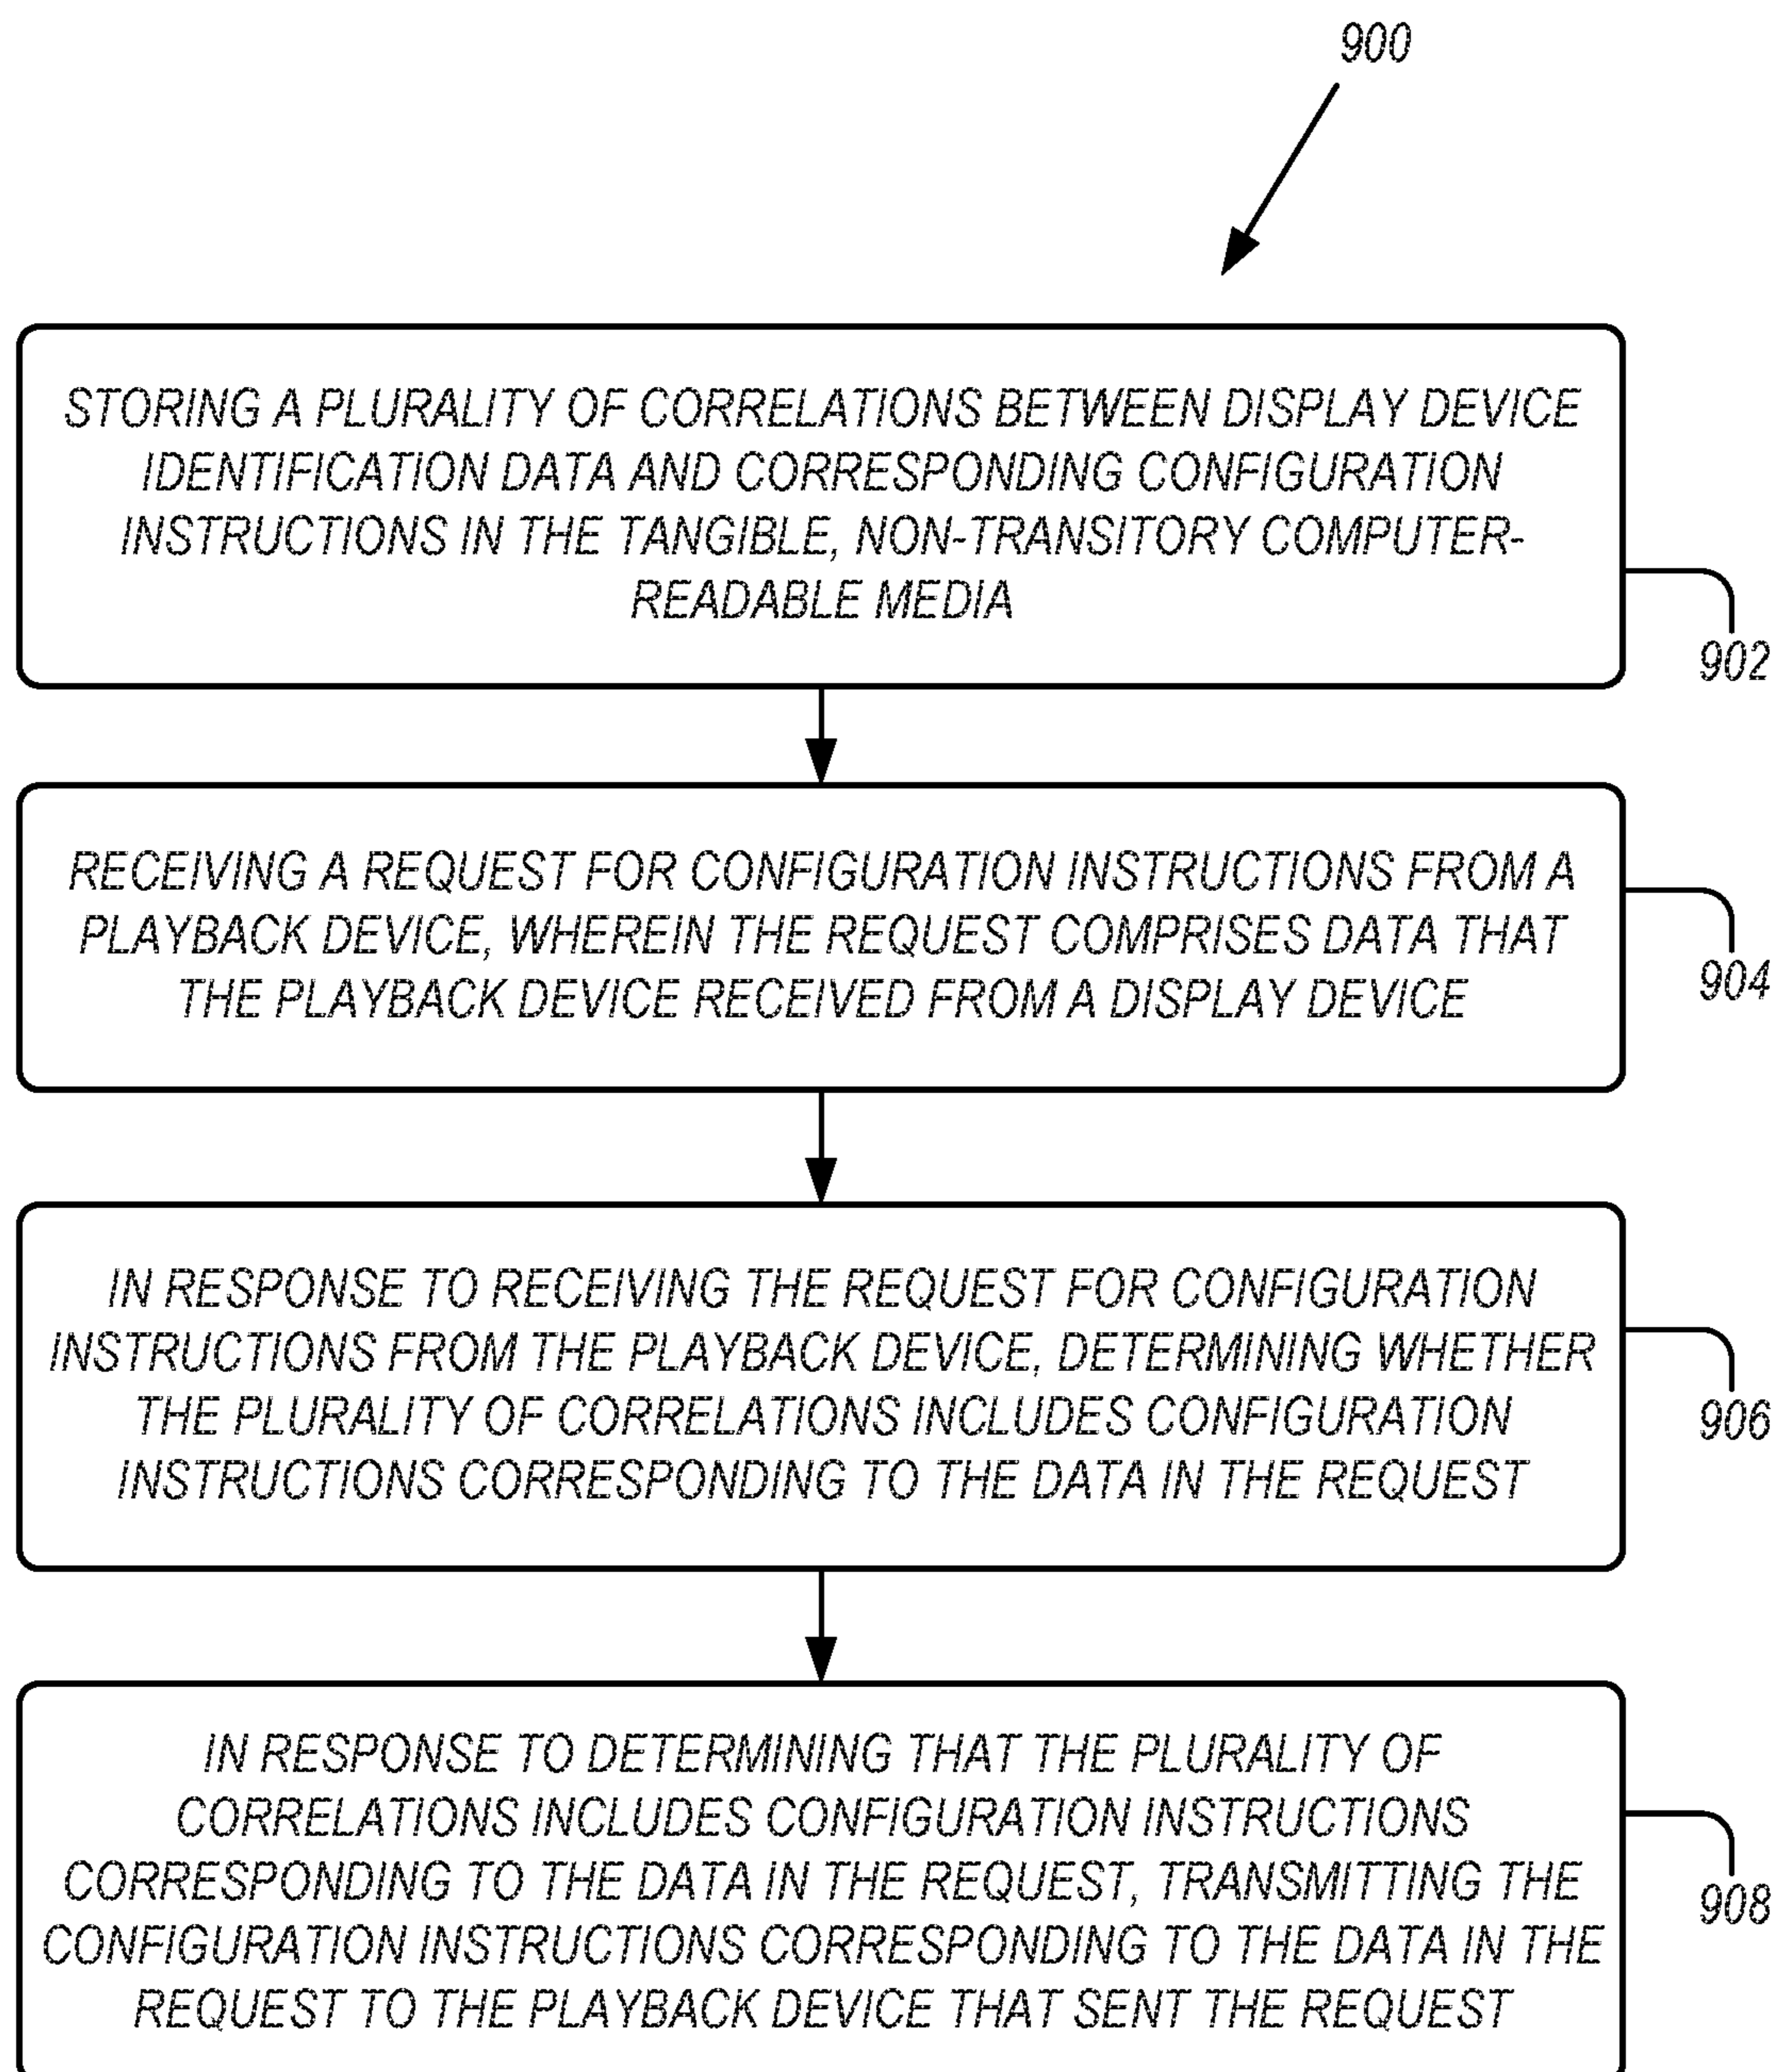 900
STORING A PLURALITY OF CORRELATIONS BETWEEN DISPLAY DEVICE
IDENTIFICATION DATA AND CORRESPONDING CONFIGURATION
INSTRUCTIONS IN THE TANGIBLE, NON-TRANSITORY COMPUTER-
READABLE MEDIA
902
RECEIVING A REQUEST FOR CONFIGURATION INSTRUCTIONS FROM A
PLAYBACK DEVICE, WHEREIN THE REQUEST COMPRISES DATA THAT
THE PLAYBACK DEVICE RECEIVED FROM A DISPLAY DEVICE
904
IN RESPONSE TO RECEIVING THE REQUEST FOR CONFIGURATION
INSTRUCTIONS FROM THE PLAYBACK DEVICE, DETERMINING WHETHER
THE PLURALITY OF CORRELATIONS INCLUDES CONFIGURATION
INSTRUCTIONS CORRESPONDING TO THE DATA IN THE REQUEST
906
IN RESPONSE TO DETERMINING THAT THE PLURALITY OF
CORRELATIONS INCLUDES CONFIGURATION INSTRUCTIONS
CORRESPONDING TO THE DATA IN THE REQUEST, TRANSMITTING THE
CONFIGURATION INSTRUCTIONS CORRESPONDING TO THE DATA IN THE
REQUEST TO THE PLAYBACK DEVICE THAT SENT THE REQUEST
908